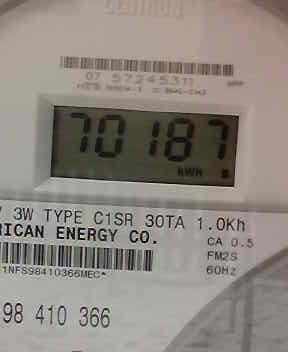 CENTRON
07 57245311
70187
kWH
V 3W TYPE C1SR 30TA 1.0Kh
RICAN ENERGY CO.
CA 0.5
FM2S
60Hz
1NFS98410366MEC*
98 410 366